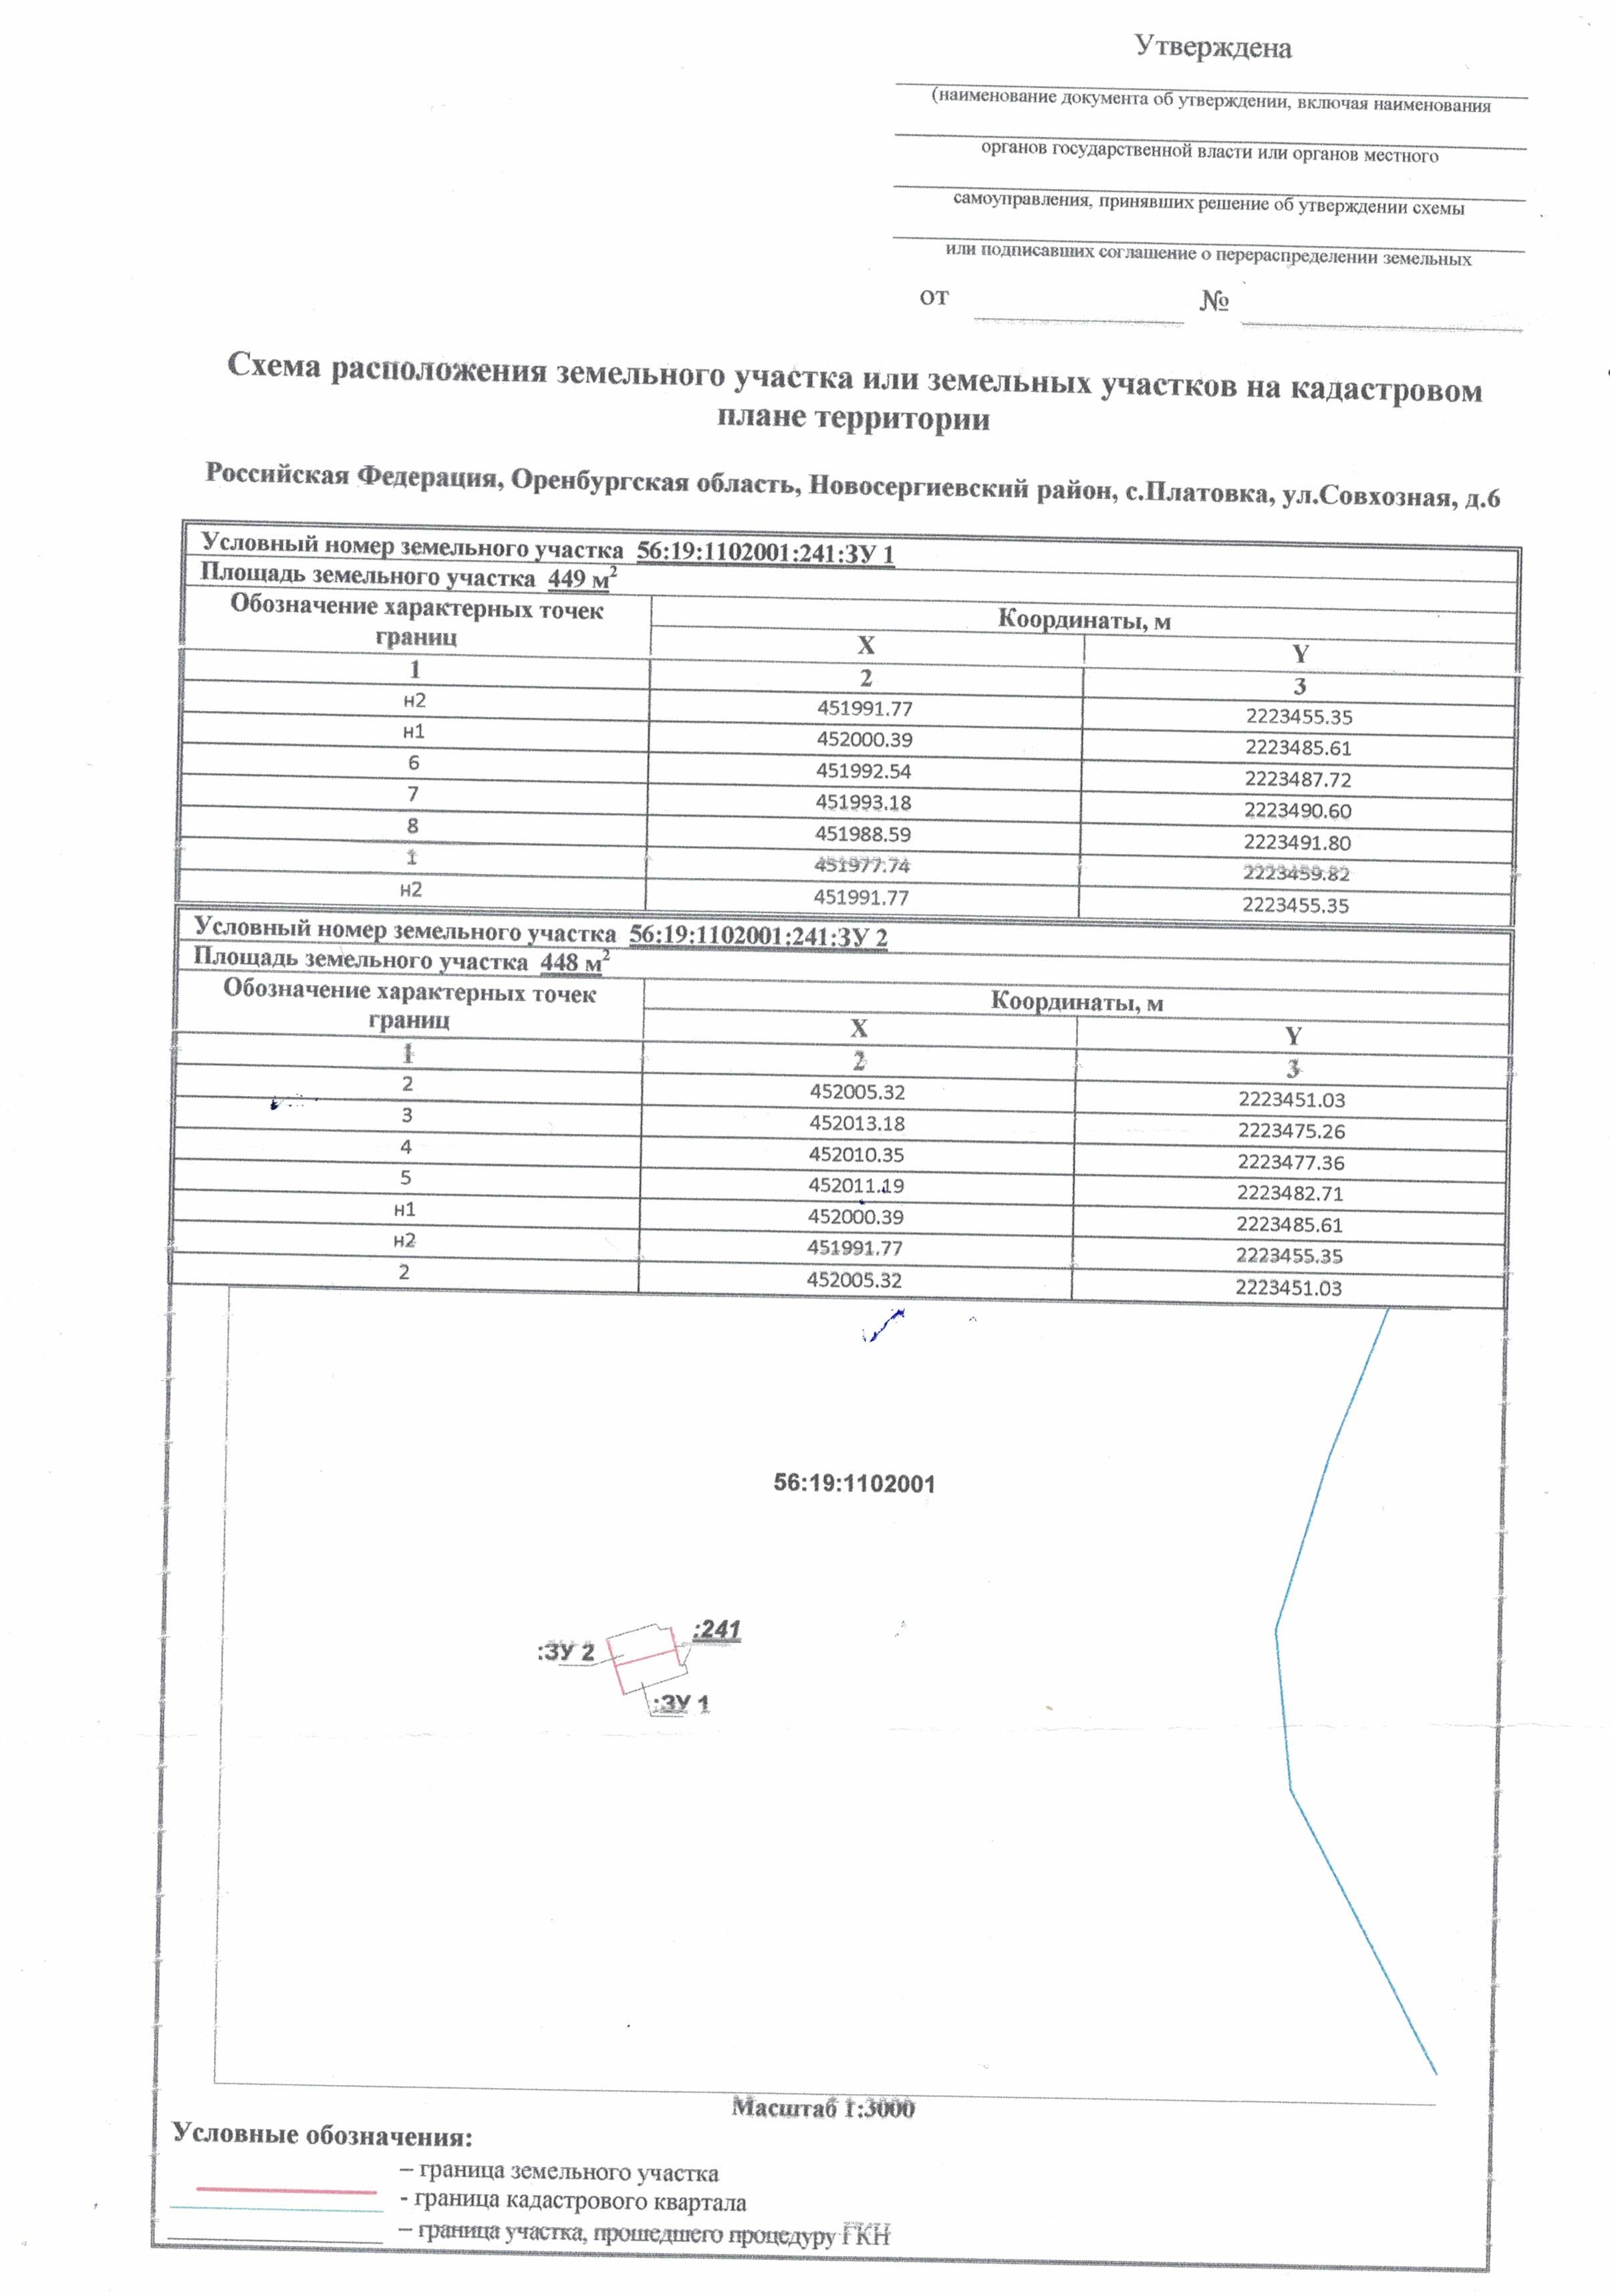 Утверждена
(наименование документа об утверждении, включая наименования
органов государственной власти или органов местного
самоуправления, принявших решение об утверждении схемы
или подписавших соглашение о перераспределении земельных
от №
Схема расположения земельного участка или земельных участков на кадастровом
плане территории
Российская Федерация, Оренбургская область, Новосергиевский район, с.Платовка, ул.Совхозная, д.6
Условный номер земельного участка 56:19:1102001:241:ЗУ 1
Площадь земельного участка 449 м²
Обозначение характерных точек границ Координаты, м
X Y
1 2 3
н2 451991.77 2223455.35
н1 452000.39 2223485.61
6 451992.54 2223487.72
7 451993.18 2223490.60
8 451988.59 2223491.80
1 451977.74 2223459.82
н2 451991.77 2223455.35
Условный номер земельного участка 56:19:1102001:241:ЗУ 2
Площадь земельного участка 448 м²
Обозначение характерных точек границ Координаты, м
X Y
1 2 3
2 452005.32 2223451.03
3 452013.18 2223475.26
4 452010.35 2223477.36
5 452011.19 2223482.71
н1 452000.39 2223485.61
н2 451991.77 2223455.35
2 452005.32 2223451.03
56:19:1102001
:241
:ЗУ 2
:ЗУ 1
Масштаб 1:3000
Условные обозначения:
– граница земельного участка
- граница кадастрового квартала
– граница участка, прошедшего процедуру ГКН